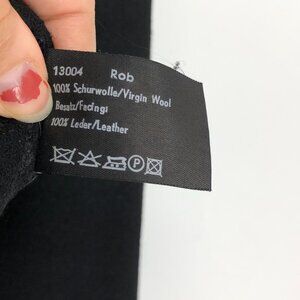 13004 Rob
100% Schurwolle/Virgin Wool
Besatz/Facing:
100% Leder/Leather
P